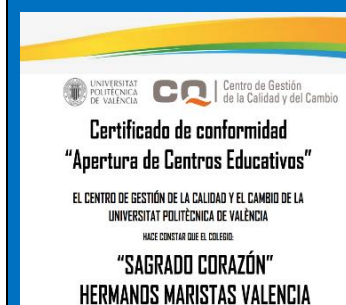 UNIVERSITAT
POLITÈCNICA
DE VALÈNCIA
CQ
Centro de Gestión
de la Calidad y del Cambio
Certificado de conformidad
"Apertura de Centros Educativos"
EL CENTRO DE GESTIÓN DE LA CALIDAD Y EL CAMBIO DE LA
UNIVERSITAT POLITÈCNICA DE VALÈNCIA
HACE CONSTAR QUE EL COLEGIO:
"SAGRADO CORAZÓN"
HERMANOS MARISTAS VALENCIA